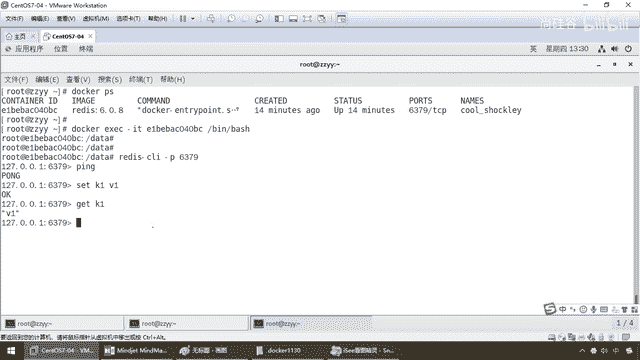 CentOS7-04 - VMware Workstation
文件(F) 编辑(E) 查看(V) 虚拟机(M) 选项卡(T) 帮助(H)
尚硅谷 bilibili
主页 CentOS7-04
应用程序 位置 终端 英 星期四 13:30
root@zzyy:~
文件(F) 编辑(E) 查看(V) 搜索(S) 终端(T) 帮助(H)
[root@zzyy ~]# docker ps
CONTAINER ID IMAGE COMMAND CREATED STATUS PORTS NAMES
e1bebac040bc redis:6.0.8 "docker-entrypoint.s…" 14 minutes ago Up 14 minutes 6379/tcp cool_shockley
[root@zzyy ~]#
[root@zzyy ~]# docker exec -it e1bebac040bc /bin/bash
root@e1bebac040bc:/data#
root@e1bebac040bc:/data#
root@e1bebac040bc:/data# redis-cli -p 6379
127.0.0.1:6379> ping
PONG
127.0.0.1:6379> set k1 v1
OK
127.0.0.1:6379> get k1
"v1"
127.0.0.1:6379>
root@zzyy:~ root@zzyy:~ root@zzyy:~ 1 / 4
要返回到您的计算机，请将鼠标指针从虚拟机中移出或按 Ctrl+Alt。
CentOS7-04 - VM... Mindjet MindMa... 无标题 - 画图 docker1130